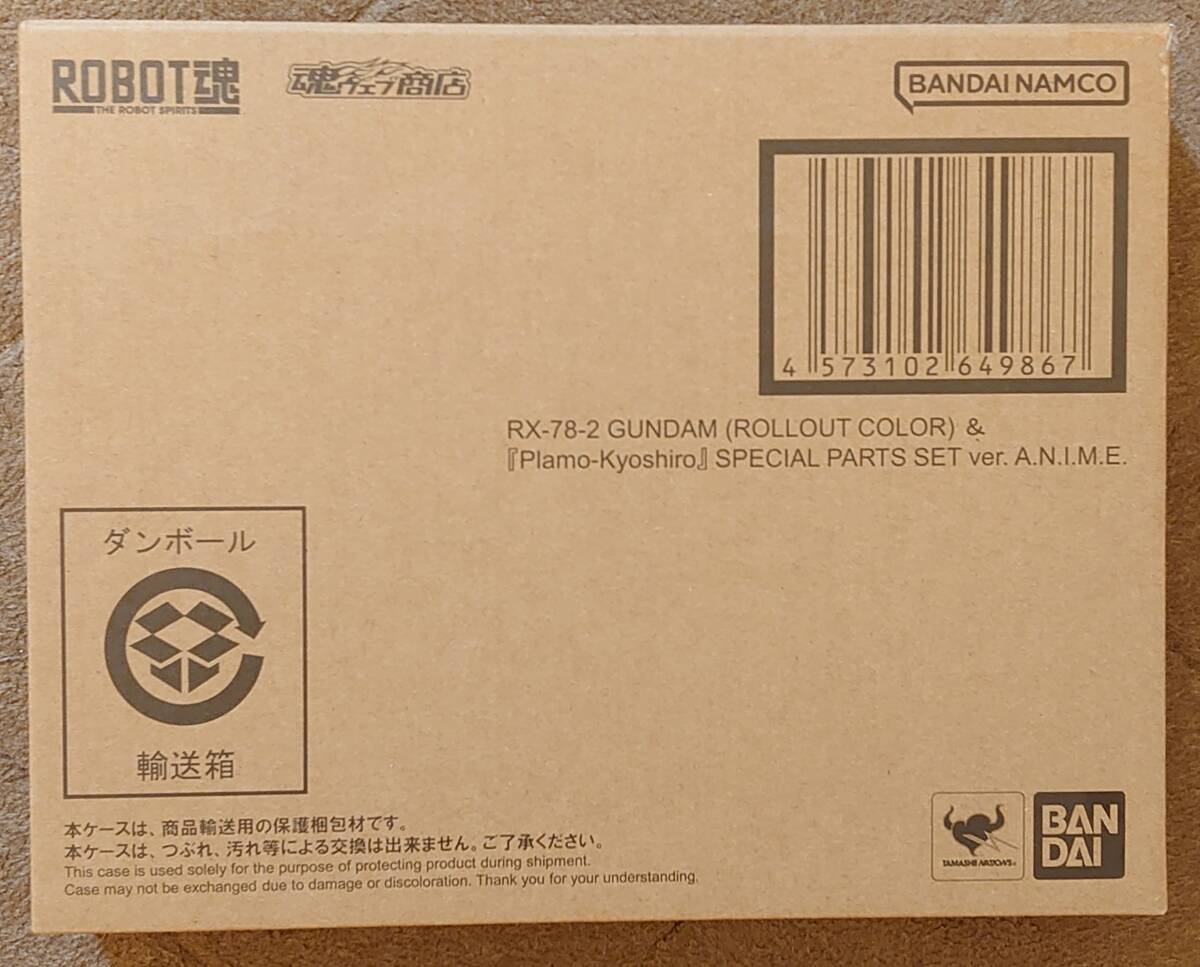 ROBOT魂
THE ROBOT SPIRITS
魂ウェブ商店
BANDAI NAMCO
4 573102 649867
RX-78-2 GUNDAM (ROLLOUT COLOR) &
『Plamo-Kyoshiro』 SPECIAL PARTS SET ver. A.N.I.M.E.
ダンボール
輸送箱
本ケースは、商品輸送用の保護梱包材です。
本ケースは、つぶれ、汚れ等による交換は出来ません。ご了承ください。
This case is used solely for the purpose of protecting product during shipment.
Case may not be exchanged due to damage or discoloration. Thank you for your understanding.
TAMASHII NATIONS
BAN
DAI